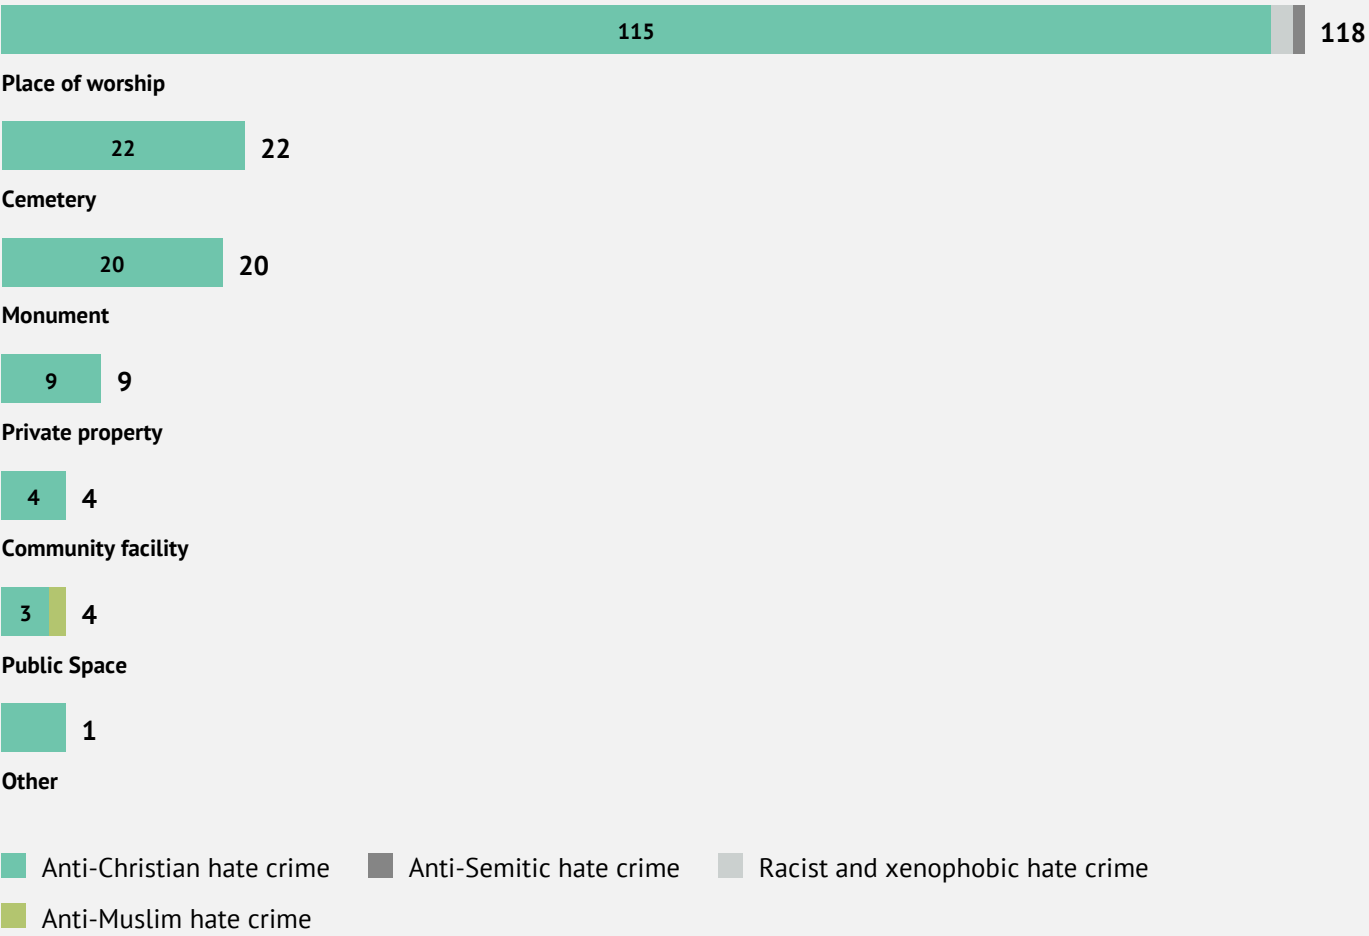 115 118
Place of worship
22 22
Cemetery
20 20
Monument
9 9
Private property
4 4
Community facility
3 4
Public Space
1
Other
Anti-Christian hate crime Anti-Semitic hate crime Racist and xenophobic hate crime
Anti-Muslim hate crime